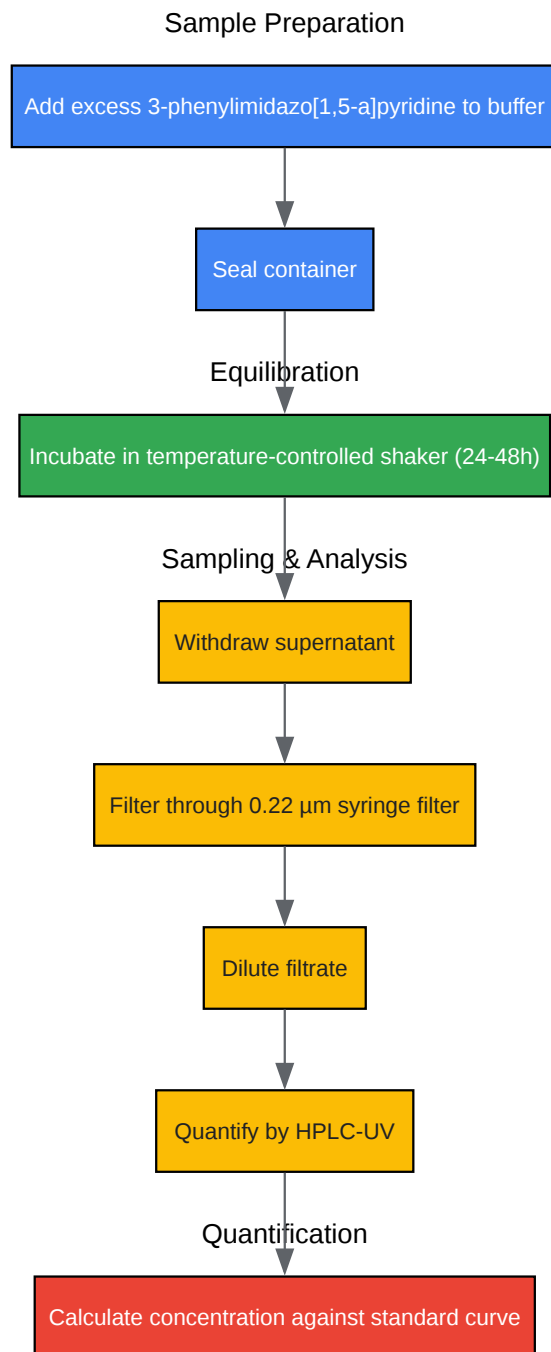 Sample Preparation
Add excess 3-phenylimidazo[1,5-a]pyridine to buffer
Seal container
Equilibration
Incubate in temperature-controlled shaker (24-48h)
Sampling & Analysis
Withdraw supernatant
Filter through 0.22 µm syringe filter
Dilute filtrate
Quantify by HPLC-UV
Quantification
Calculate concentration against standard curve